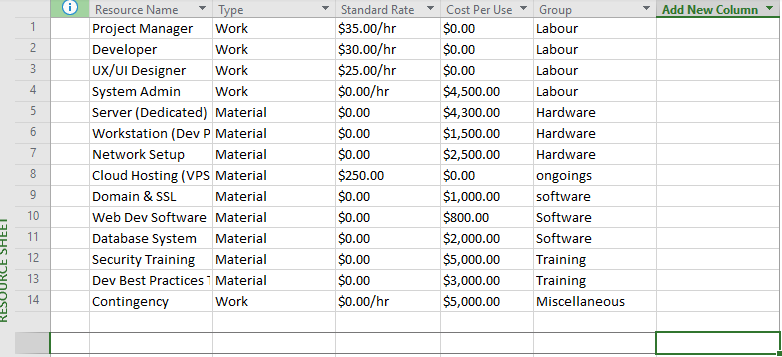 Resource Name Type Standard Rate Cost Per Use Group Add New Column
1 Project Manager Work $35.00/hr $0.00 Labour
2 Developer Work $30.00/hr $0.00 Labour
3 UX/UI Designer Work $25.00/hr $0.00 Labour
4 System Admin Work $0.00/hr $4,500.00 Labour
5 Server (Dedicated) Material $0.00 $4,300.00 Hardware
6 Workstation (Dev P Material $0.00 $1,500.00 Hardware
7 Network Setup Material $0.00 $2,500.00 Hardware
8 Cloud Hosting (VPS Material $250.00 $0.00 ongoings
9 Domain & SSL Material $0.00 $1,000.00 software
10 Web Dev Software Material $0.00 $800.00 Software
11 Database System Material $0.00 $2,000.00 Software
12 Security Training Material $0.00 $5,000.00 Training
13 Dev Best Practices Material $0.00 $3,000.00 Training
14 Contingency Work $0.00/hr $5,000.00 Miscellaneous
RESOURCE SHEET